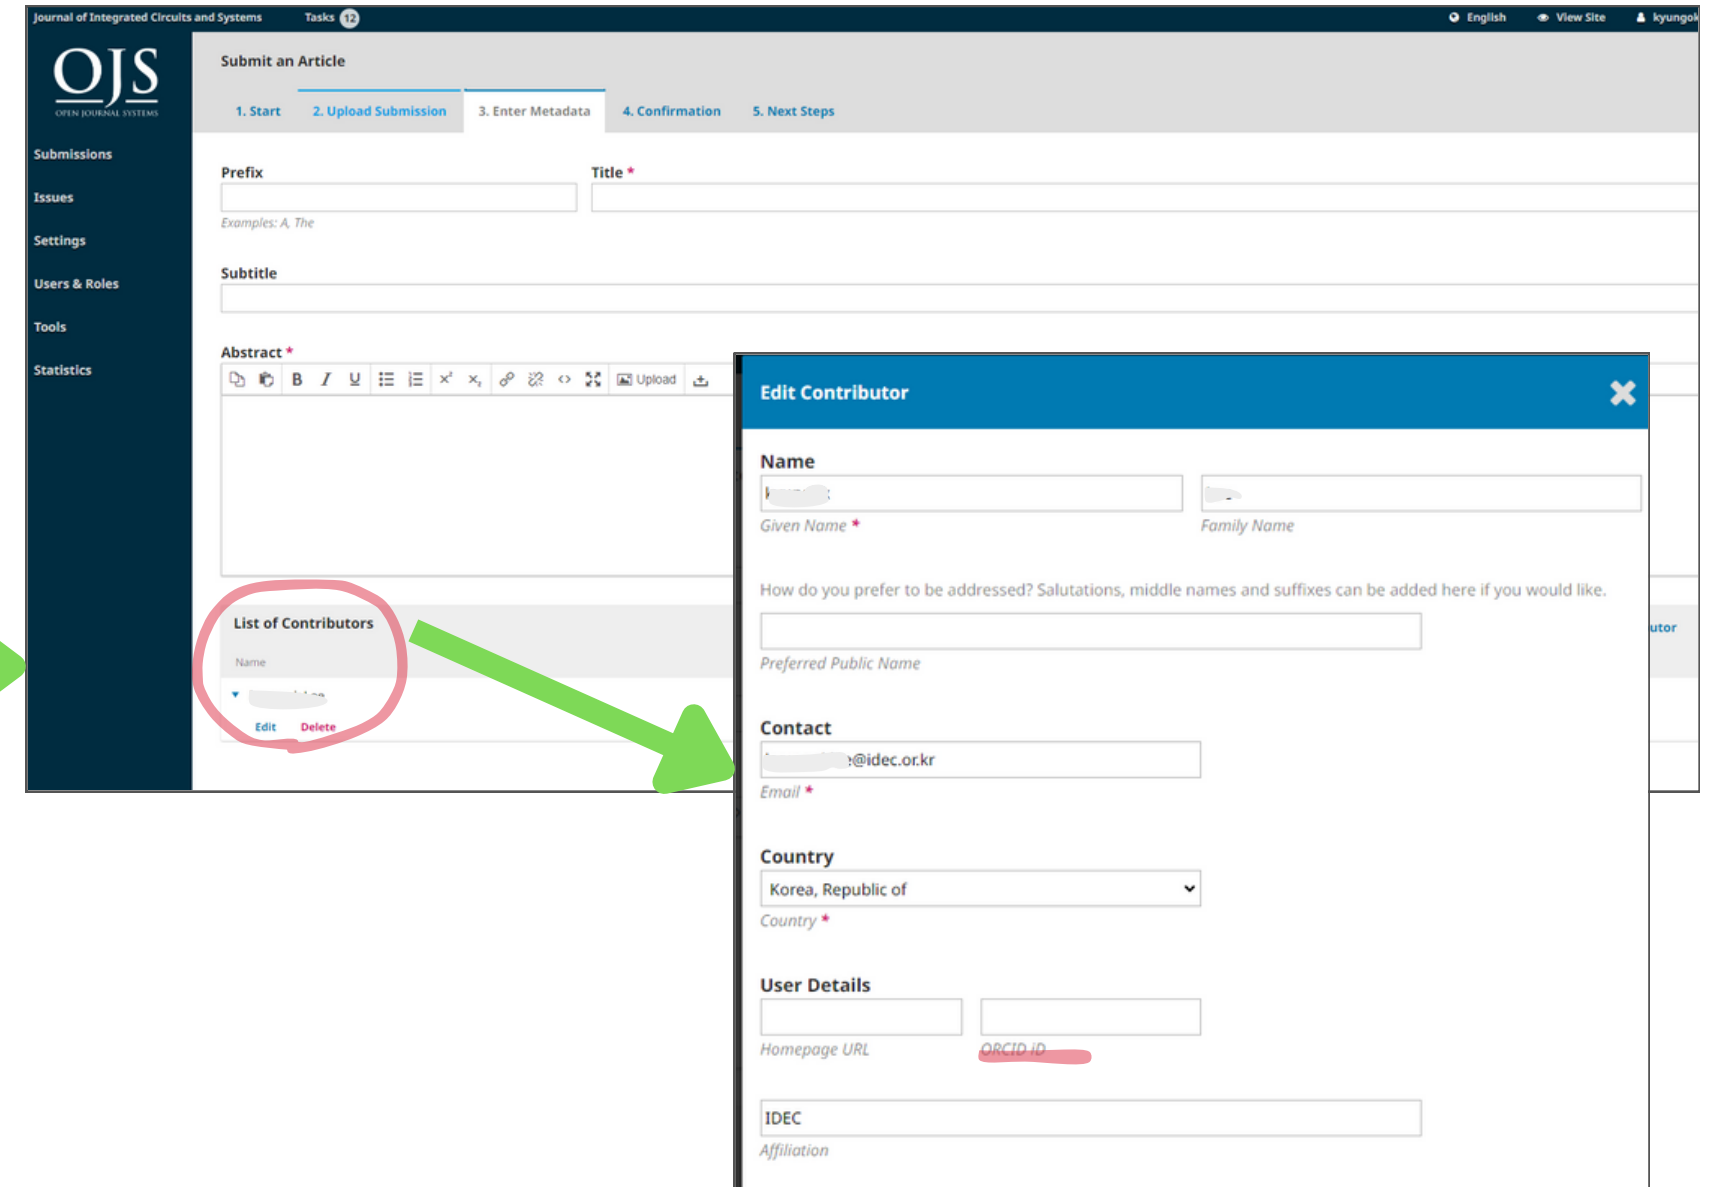 Journal of Integrated Circuits and Systems Tasks 12 English View Site kyungok
OJS
OPEN JOURNAL SYSTEMS
Submissions
Issues
Settings
Users & Roles
Tools
Statistics
Submit an Article
1. Start 2. Upload Submission 3. Enter Metadata 4. Confirmation 5. Next Steps
Prefix Title *
Examples: A, The
Subtitle
Abstract *
B I U x² x₂ Upload
List of Contributors
Name
Edit Delete
Edit Contributor
Name
Given Name * Family Name
How do you prefer to be addressed? Salutations, middle names and suffixes can be added here if you would like.
Preferred Public Name
Contact
e@idec.or.kr
Email *
Country
Korea, Republic of
Country *
User Details
Homepage URL ORCID iD
IDEC
Affiliation
utor